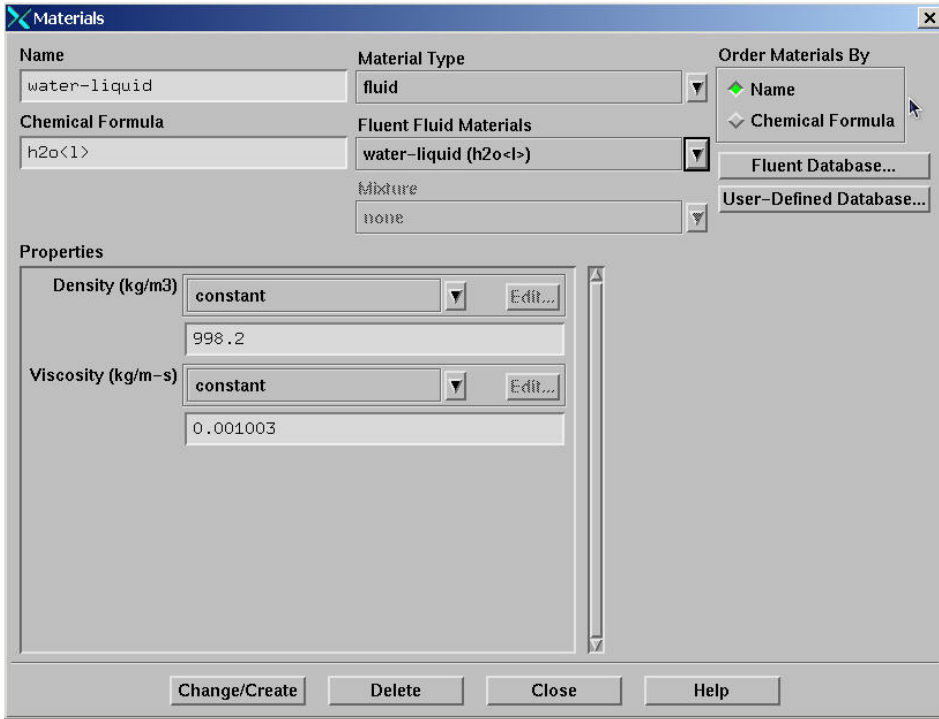 Materials
Name
water-liquid
Chemical Formula
h2o<l>
Material Type
fluid
Fluent Fluid Materials
water-liquid (h2o<l>)
Mixture
none
Order Materials By
Name
Chemical Formula
Fluent Database...
User-Defined Database...
Properties
Density (kg/m3) constant Edit...
998.2
Viscosity (kg/m-s) constant Edit...
0.001003
Change/Create Delete Close Help